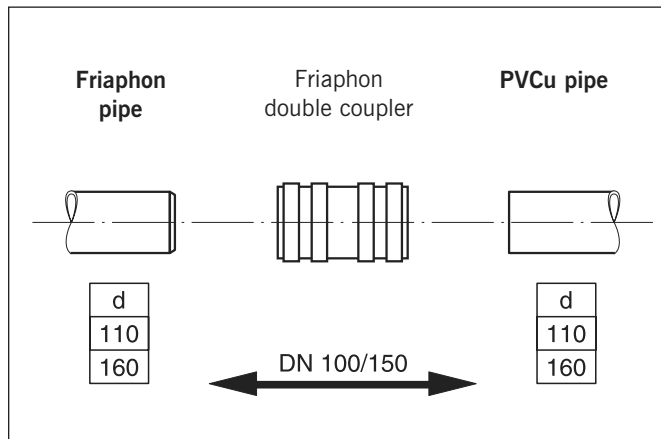 Friaphon
pipe
Friaphon
double coupler
PVCu pipe
d
110
160
DN 100/150
d
110
160